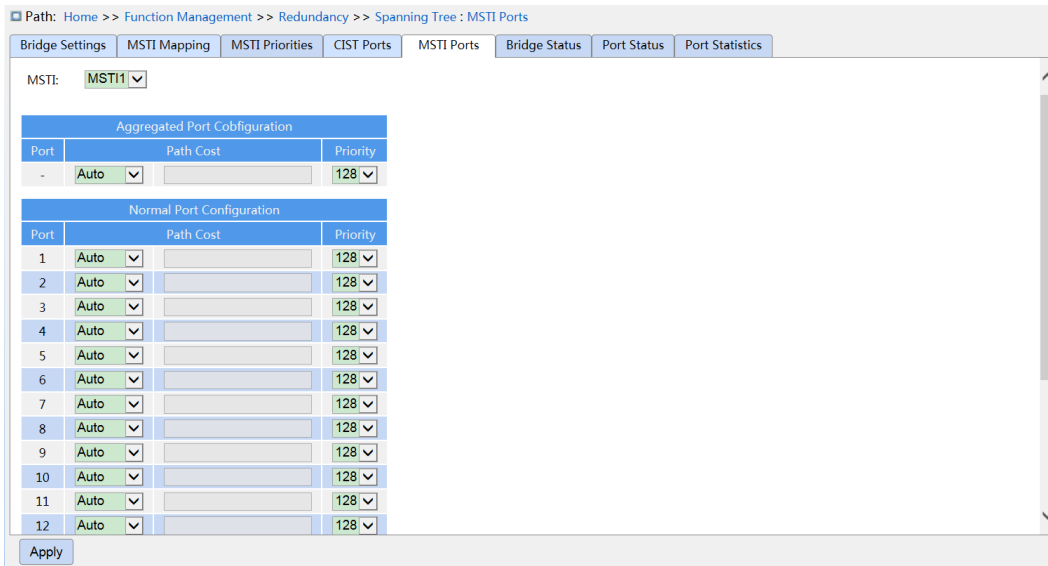 Path: Home >> Function Management >> Redundancy >> Spanning Tree : MSTI Ports
Bridge Settings MSTI Mapping MSTI Priorities CIST Ports MSTI Ports Bridge Status Port Status Port Statistics
MSTI: MSTI1
Aggregated Port Cobfiguration
Port Path Cost Priority
- Auto 128
Normal Port Configuration
Port Path Cost Priority
1 Auto 128
2 Auto 128
3 Auto 128
4 Auto 128
5 Auto 128
6 Auto 128
7 Auto 128
8 Auto 128
9 Auto 128
10 Auto 128
11 Auto 128
12 Auto 128
Apply